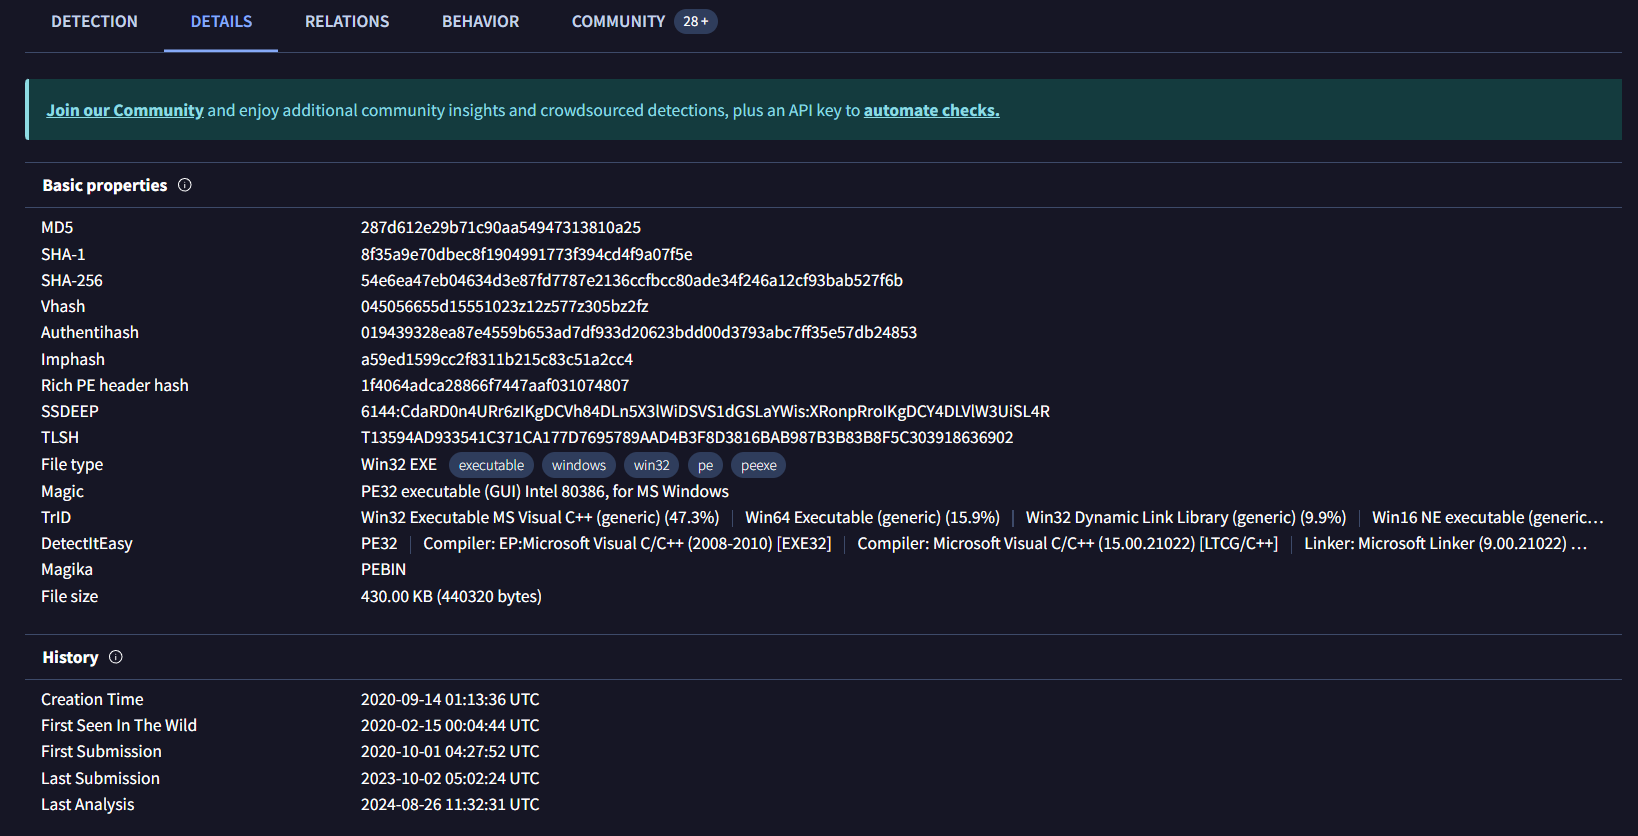 DETECTION DETAILS RELATIONS BEHAVIOR COMMUNITY 28+
Join our Community and enjoy additional community insights and crowdsourced detections, plus an API key to automate checks.
Basic properties
MD5 287d612e29b71c90aa54947313810a25
SHA-1 8f35a9e70dbec8f1904991773f394cd4f9a07f5e
SHA-256 54e6ea47eb04634d3e87fd7787e2136ccfbcc80ade34f246a12cf93bab527f6b
Vhash 045056655d15551023z12z577z305bz2fz
Authentihash 019439328ea87e4559b653ad7df933d20623bdd00d3793abc7ff35e57db24853
Imphash a59ed1599cc2f8311b215c83c51a2cc4
Rich PE header hash 1f4064adca28866f7447aaf031074807
SSDEEP 6144:CdaRD0n4URr6zIKgDCVh84DLn5X3lWiDSVS1dGSLaYWis:XRonpRroIKgDCY4DLVlW3UiSL4R
TLSH T13594AD933541C371CA177D7695789AAD4B3F8D3816BAB987B3B83B8F5C303918636902
File type Win32 EXE executable windows win32 pe peexe
Magic PE32 executable (GUI) Intel 80386, for MS Windows
TrID Win32 Executable MS Visual C++ (generic) (47.3%) Win64 Executable (generic) (15.9%) Win32 Dynamic Link Library (generic) (9.9%) Win16 NE executable (generic…
DetectItEasy PE32 Compiler: EP:Microsoft Visual C/C++ (2008-2010) [EXE32] Compiler: Microsoft Visual C/C++ (15.00.21022) [LTCG/C++] Linker: Microsoft Linker (9.00.21022) …
Magika PEBIN
File size 430.00 KB (440320 bytes)
History
Creation Time 2020-09-14 01:13:36 UTC
First Seen In The Wild 2020-02-15 00:04:44 UTC
First Submission 2020-10-01 04:27:52 UTC
Last Submission 2023-10-02 05:02:24 UTC
Last Analysis 2024-08-26 11:32:31 UTC